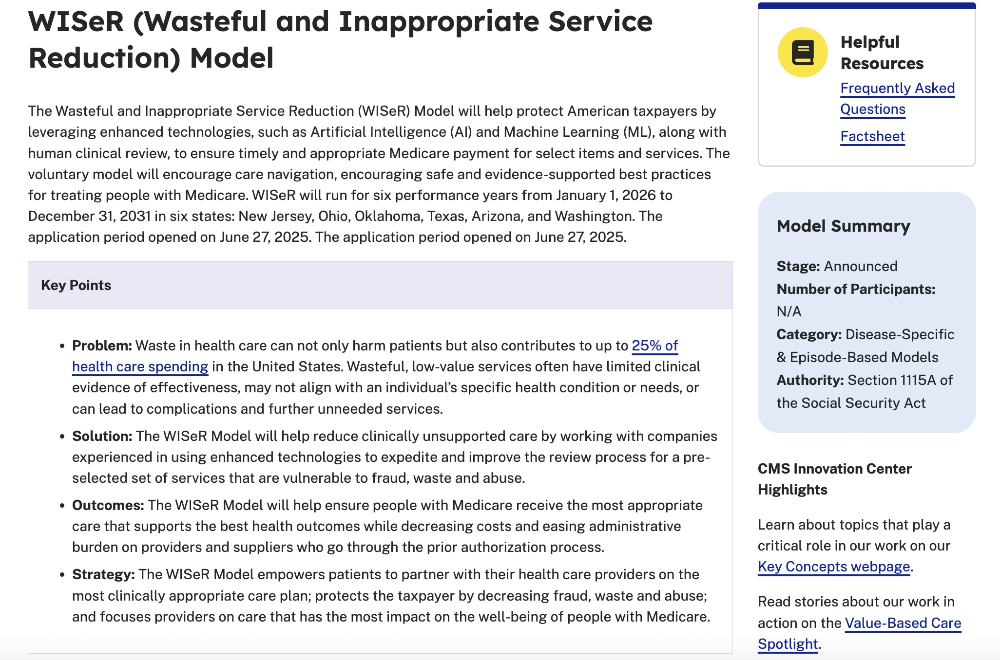 WISeR (Wasteful and Inappropriate Service
Reduction) Model
The Wasteful and Inappropriate Service Reduction (WISeR) Model will help protect American taxpayers by
leveraging enhanced technologies, such as Artificial Intelligence (AI) and Machine Learning (ML), along with
human clinical review, to ensure timely and appropriate Medicare payment for select items and services. The
voluntary model will encourage care navigation, encouraging safe and evidence-supported best practices
for treating people with Medicare. WISeR will run for six performance years from January 1, 2026 to
December 31, 2031 in six states: New Jersey, Ohio, Oklahoma, Texas, Arizona, and Washington. The
application period opened on June 27, 2025. The application period opened on June 27, 2025.
Key Points
• Problem: Waste in health care can not only harm patients but also contributes to up to 25% of
health care spending in the United States. Wasteful, low-value services often have limited clinical
evidence of effectiveness, may not align with an individual’s specific health condition or needs, or
can lead to complications and further unneeded services.
• Solution: The WISeR Model will help reduce clinically unsupported care by working with companies
experienced in using enhanced technologies to expedite and improve the review process for a pre-
selected set of services that are vulnerable to fraud, waste and abuse.
• Outcomes: The WISeR Model will help ensure people with Medicare receive the most appropriate
care that supports the best health outcomes while decreasing costs and easing administrative
burden on providers and suppliers who go through the prior authorization process.
• Strategy: The WISeR Model empowers patients to partner with their health care providers on the
most clinically appropriate care plan; protects the taxpayer by decreasing fraud, waste and abuse;
and focuses providers on care that has the most impact on the well-being of people with Medicare.
Helpful
Resources
Frequently Asked
Questions
Factsheet
Model Summary
Stage: Announced
Number of Participants:
N/A
Category: Disease-Specific
& Episode-Based Models
Authority: Section 1115A of
the Social Security Act
CMS Innovation Center
Highlights
Learn about topics that play a
critical role in our work on our
Key Concepts webpage.
Read stories about our work in
action on the Value-Based Care
Spotlight.